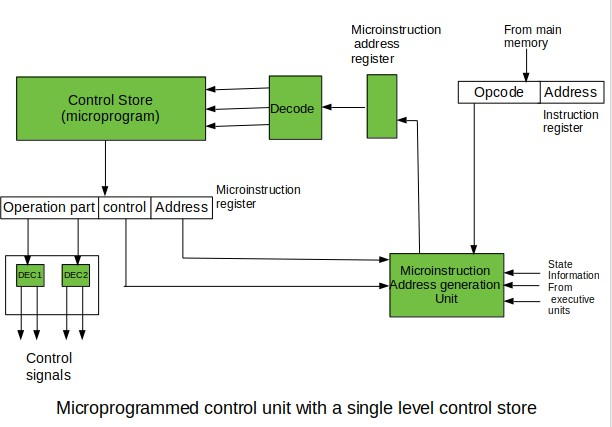 Microinstruction
address
register
From main
memory
Control Store
(microprogram)
Decode
Opcode
Address
Instruction
register
Microinstruction
register
Operation part
control
Address
DEC1
DEC2
Microinstruction
Address generation
Unit
State
Information
From
executive
units
Control
signals
Microprogrammed control unit with a single level control store